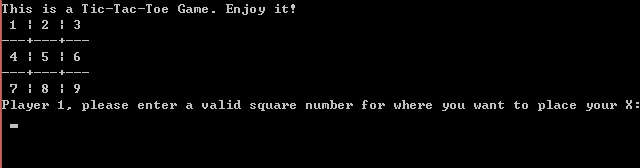 This is a Tic-Tac-Toe Game. Enjoy it!
 1 ¦ 2 ¦ 3
---+---+---
 4 ¦ 5 ¦ 6
---+---+---
 7 ¦ 8 ¦ 9
Player 1, please enter a valid square number for where you want to place your X: